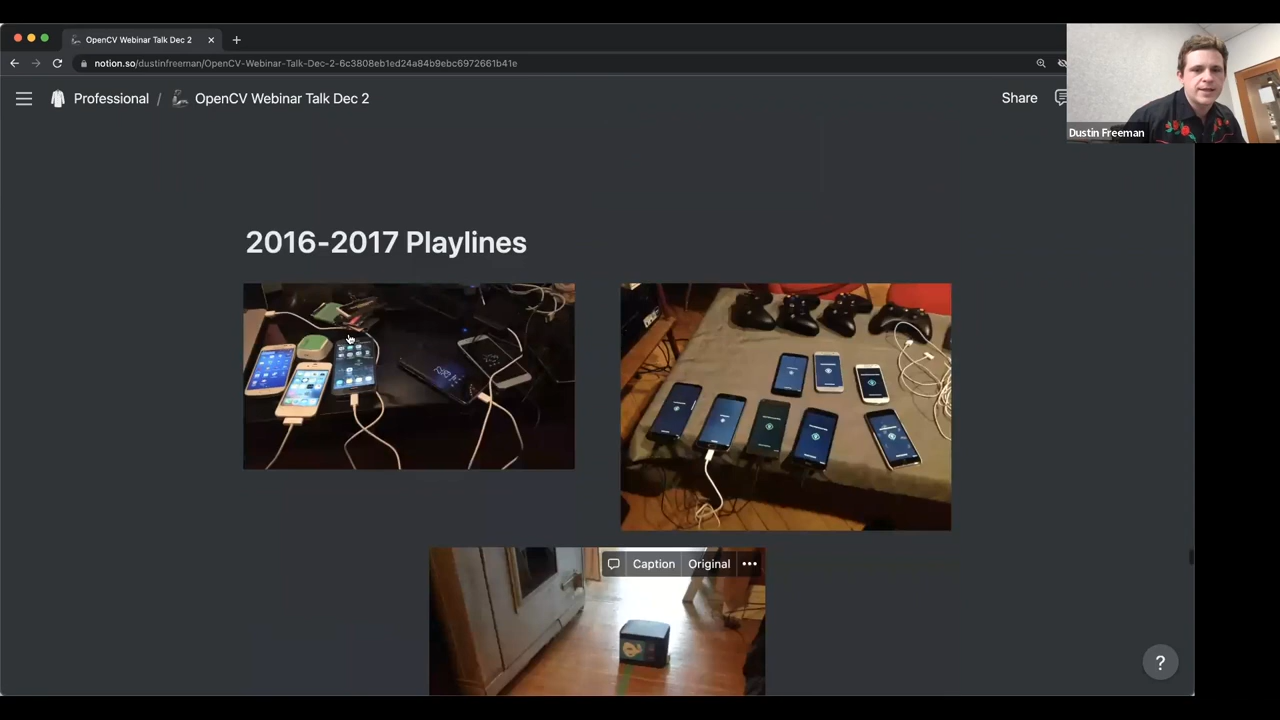 OpenCV Webinar Talk Dec 2
notion.so/dustinfreeman/OpenCV-Webinar-Talk-Dec-2-6c3808eb1ed24a84b9ebc6972661b41e
Professional / OpenCV Webinar Talk Dec 2
Share
Dustin Freeman
2016-2017 Playlines
Caption Original
?